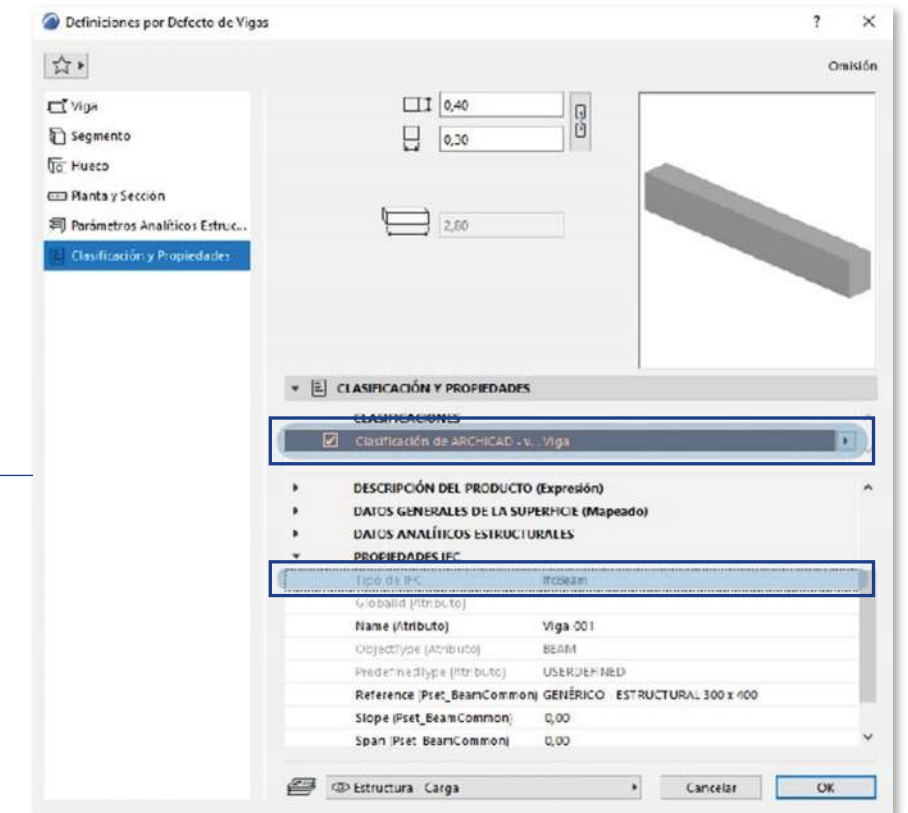 Definiciones por Defecto de Vigas ? ×
Omisión
Viga
Segmento
Hueco
Planta y Sección
Parámetros Analíticos Estruc...
Clasificación y Propiedades
0,40
0,30
2,80
CLASIFICACIÓN Y PROPIEDADES
CLASIFICACIONES
Clasificación de ARCHICAD - v... Viga
DESCRIPCIÓN DEL PRODUCTO (Expresión)
DATOS GENERALES DE LA SUPERFICIE (Mapeado)
DATOS ANALÍTICOS ESTRUCTURALES
PROPIEDADES IFC
Tipo de IFC IfcBeam
GlobalId (Atributo)
Name (Atributo) Viga-001
ObjectType (Atributo) BEAM
PredefinedType (Atributo) USERDEFINED
Reference (Pset_BeamCommon) GENÉRICO - ESTRUCTURAL 300 x 400
Slope (Pset_BeamCommon) 0,00
Span (Pset_BeamCommon) 0,00
Estructura Carga
Cancelar
OK